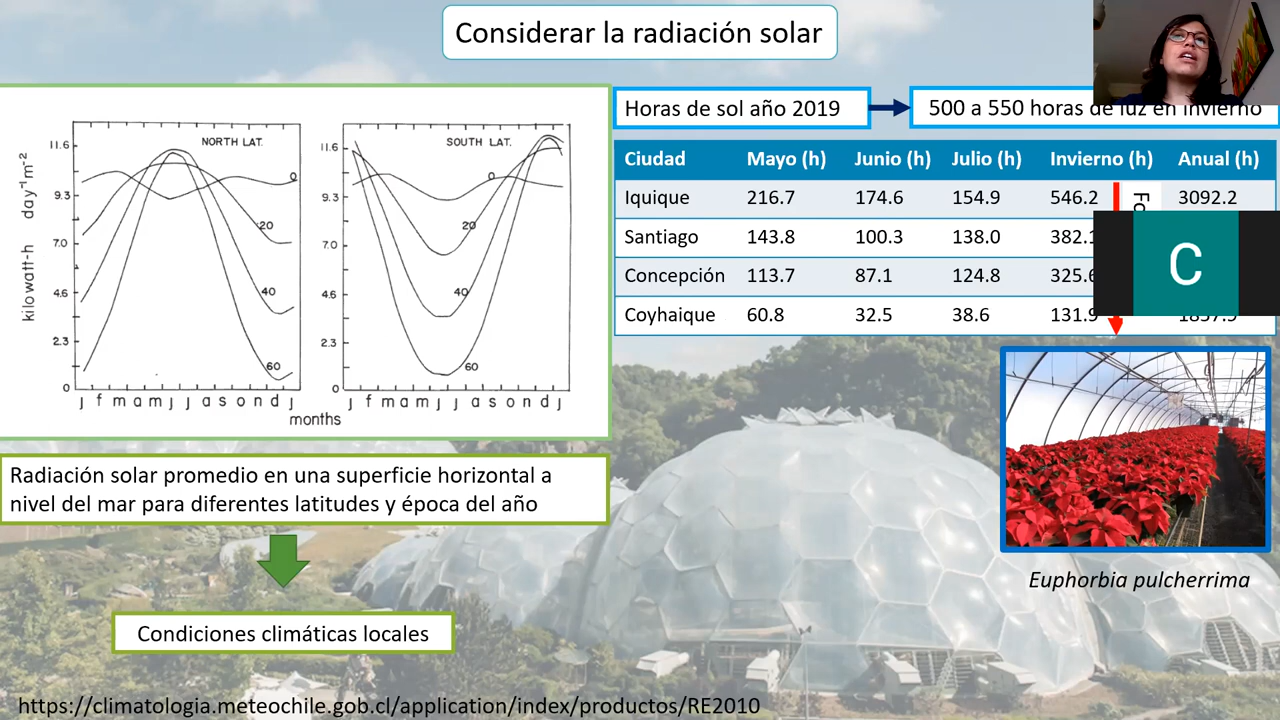 Considerar la radiación solar
NORTH LAT.
SOUTH LAT.
kilowatt-h day⁻¹ m⁻²
11.6
9.3
7.0
4.6
2.3
0
0
20
40
60
j f m a m j j a s o n d j
11.6
9.3
7.0
4.6
2.3
0
0
20
40
60
j f m a m j j a s o n d j
months
Radiación solar promedio en una superficie horizontal a
nivel del mar para diferentes latitudes y época del año
Condiciones climáticas locales
https://climatologia.meteochile.gob.cl/application/index/productos/RE2010
Horas de sol año 2019
500 a 550 horas de luz en invierno
Ciudad Mayo (h) Junio (h) Julio (h) Invierno (h) Anual (h)
Iquique 216.7 174.6 154.9 546.2 3092.2
Santiago 143.8 100.3 138.0 382.1
Concepción 113.7 87.1 124.8 325.6
Coyhaique 60.8 32.5 38.6 131.9
Fo
C
Euphorbia pulcherrima